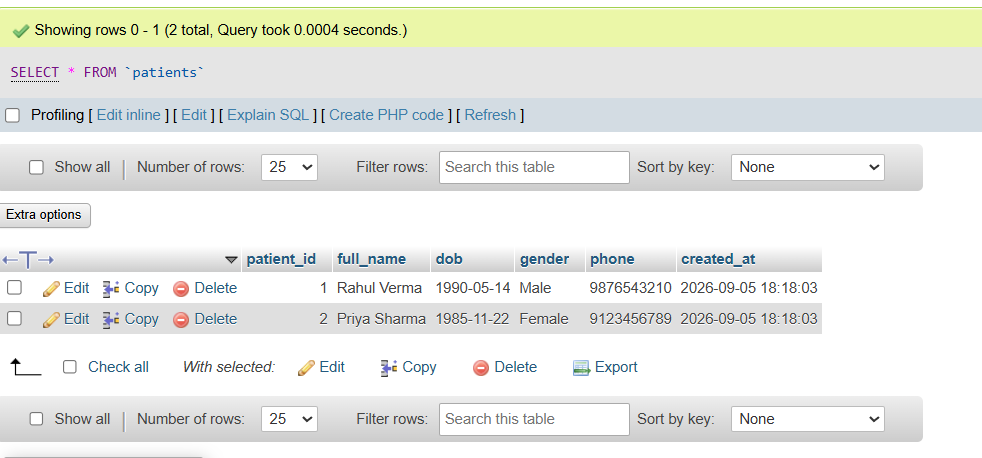 Showing rows 0 - 1 (2 total, Query took 0.0004 seconds.)
SELECT * FROM `patients`
Profiling [ Edit inline ] [ Edit ] [ Explain SQL ] [ Create PHP code ] [ Refresh ]
Show all | Number of rows: 25 Filter rows: Search this table Sort by key: None
Extra options
patient_id full_name dob gender phone created_at
Edit Copy Delete 1 Rahul Verma 1990-05-14 Male 9876543210 2026-09-05 18:18:03
Edit Copy Delete 2 Priya Sharma 1985-11-22 Female 9123456789 2026-09-05 18:18:03
Check all With selected: Edit Copy Delete Export
Show all | Number of rows: 25 Filter rows: Search this table Sort by key: None